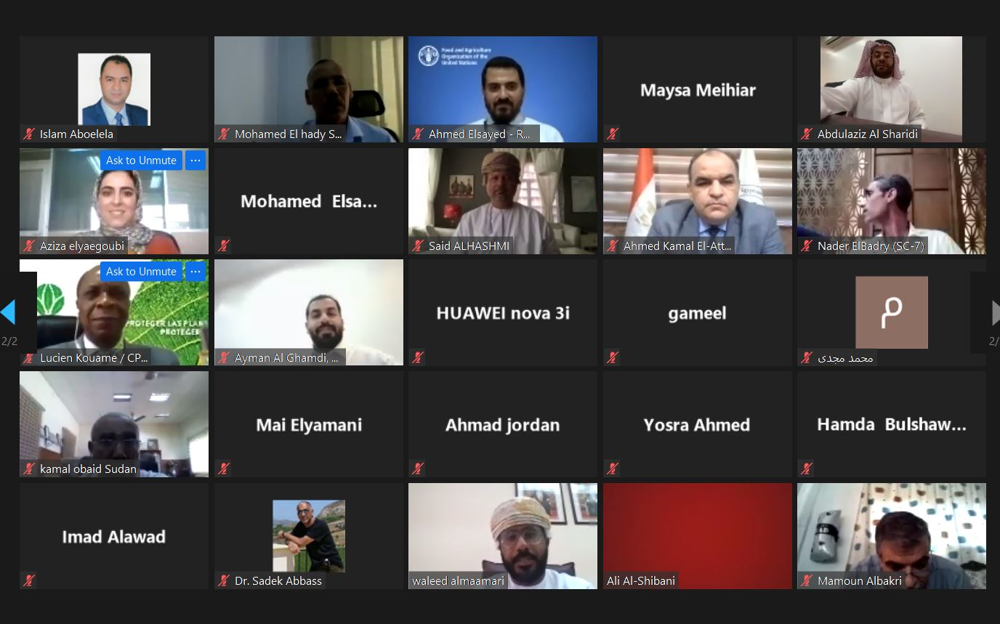 Islam Aboelela
Mohamed El hady S...
Food and Agriculture
Organization of the
United Nations
Ahmed Elsayed - R...
Maysa Meihiar
Abdulaziz Al Sharidi
Ask to Unmute
...
Aziza elyaegoubi
Mohamed Elsa...
Said ALHASHMI
Ahmed Kamal El-Att...
Nader ElBadry (SC-7)
Ask to Unmute
...
PROTEGER LAS PLAN
PROTEGER
Lucien Kouame / CP...
Ayman Al Ghamdi, ...
HUAWEI nova 3i
gameel
م
محمد مجدى
2/2
2/
kamal obaid Sudan
Mai Elyamani
Ahmad jordan
Yosra Ahmed
Hamda Bulshaw...
Imad Alawad
Dr. Sadek Abbass
waleed almaamari
Ali Al-Shibani
Mamoun Albakri